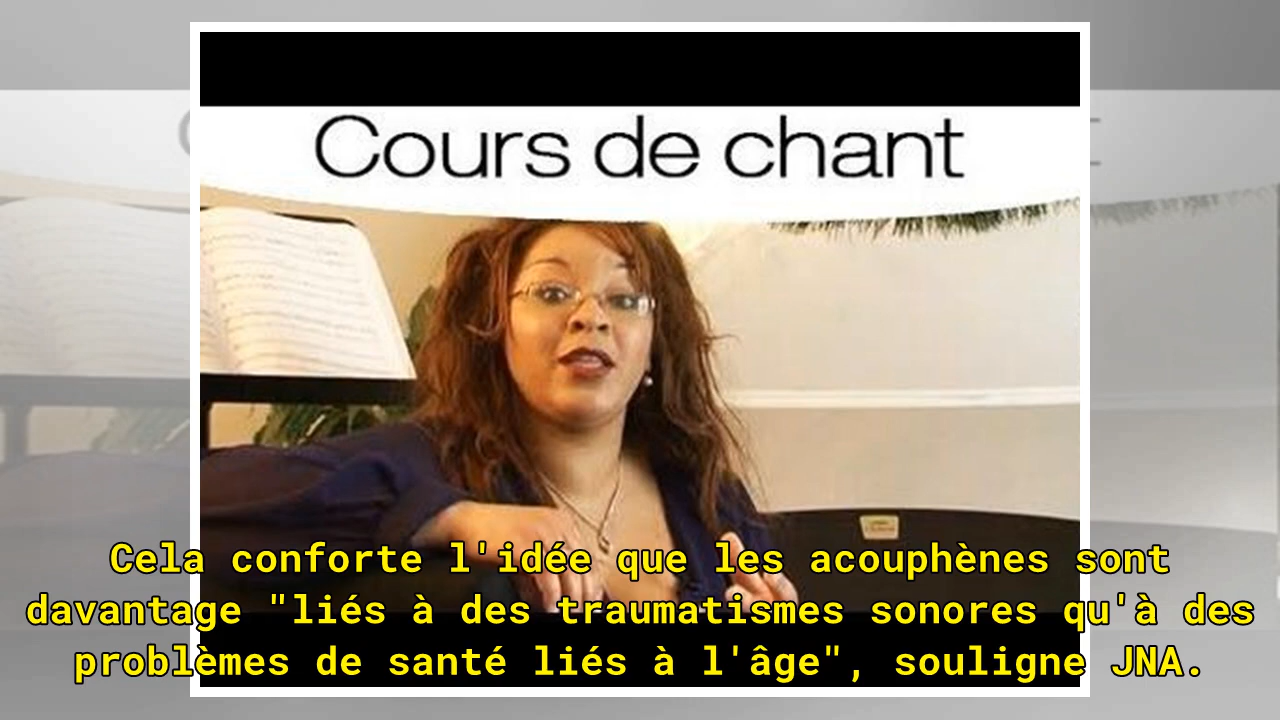 Cours de chant
Cela conforte l'idée que les acouphènes sont
davantage "liés à des traumatismes sonores qu'à des
problèmes de santé liés à l'âge", souligne JNA.